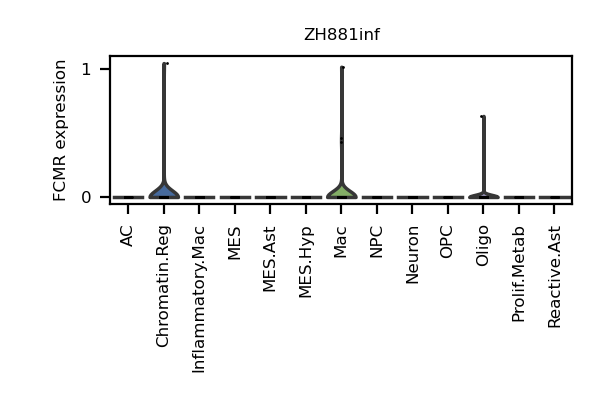 ZH881inf
FCMR expression
1
0
AC
Chromatin.Reg
Inflammatory.Mac
MES
MES.Ast
MES.Hyp
Mac
NPC
Neuron
OPC
Oligo
Prolif.Metab
Reactive.Ast